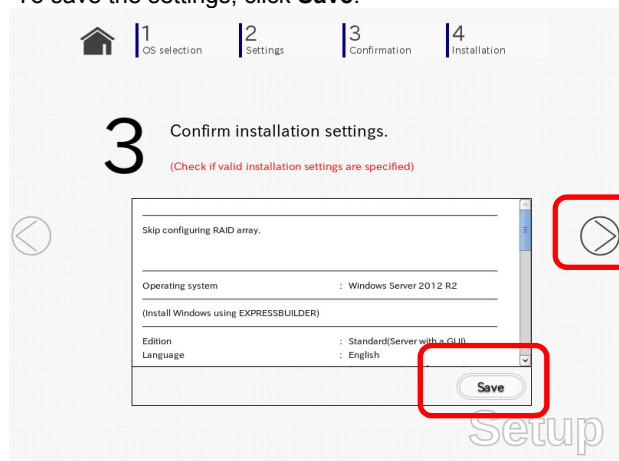 To save the settings, click Save.
1 2 3 4
OS selection Settings Confirmation Installation
3 Confirm installation settings.
(Check if valid installation settings are specified)
Skip configuring RAID array.
Operating system : Windows Server 2012 R2
(Install Windows using EXPRESSBUILDER)
Edition : Standard(Server with a GUI)
Language : English
Save
Setup